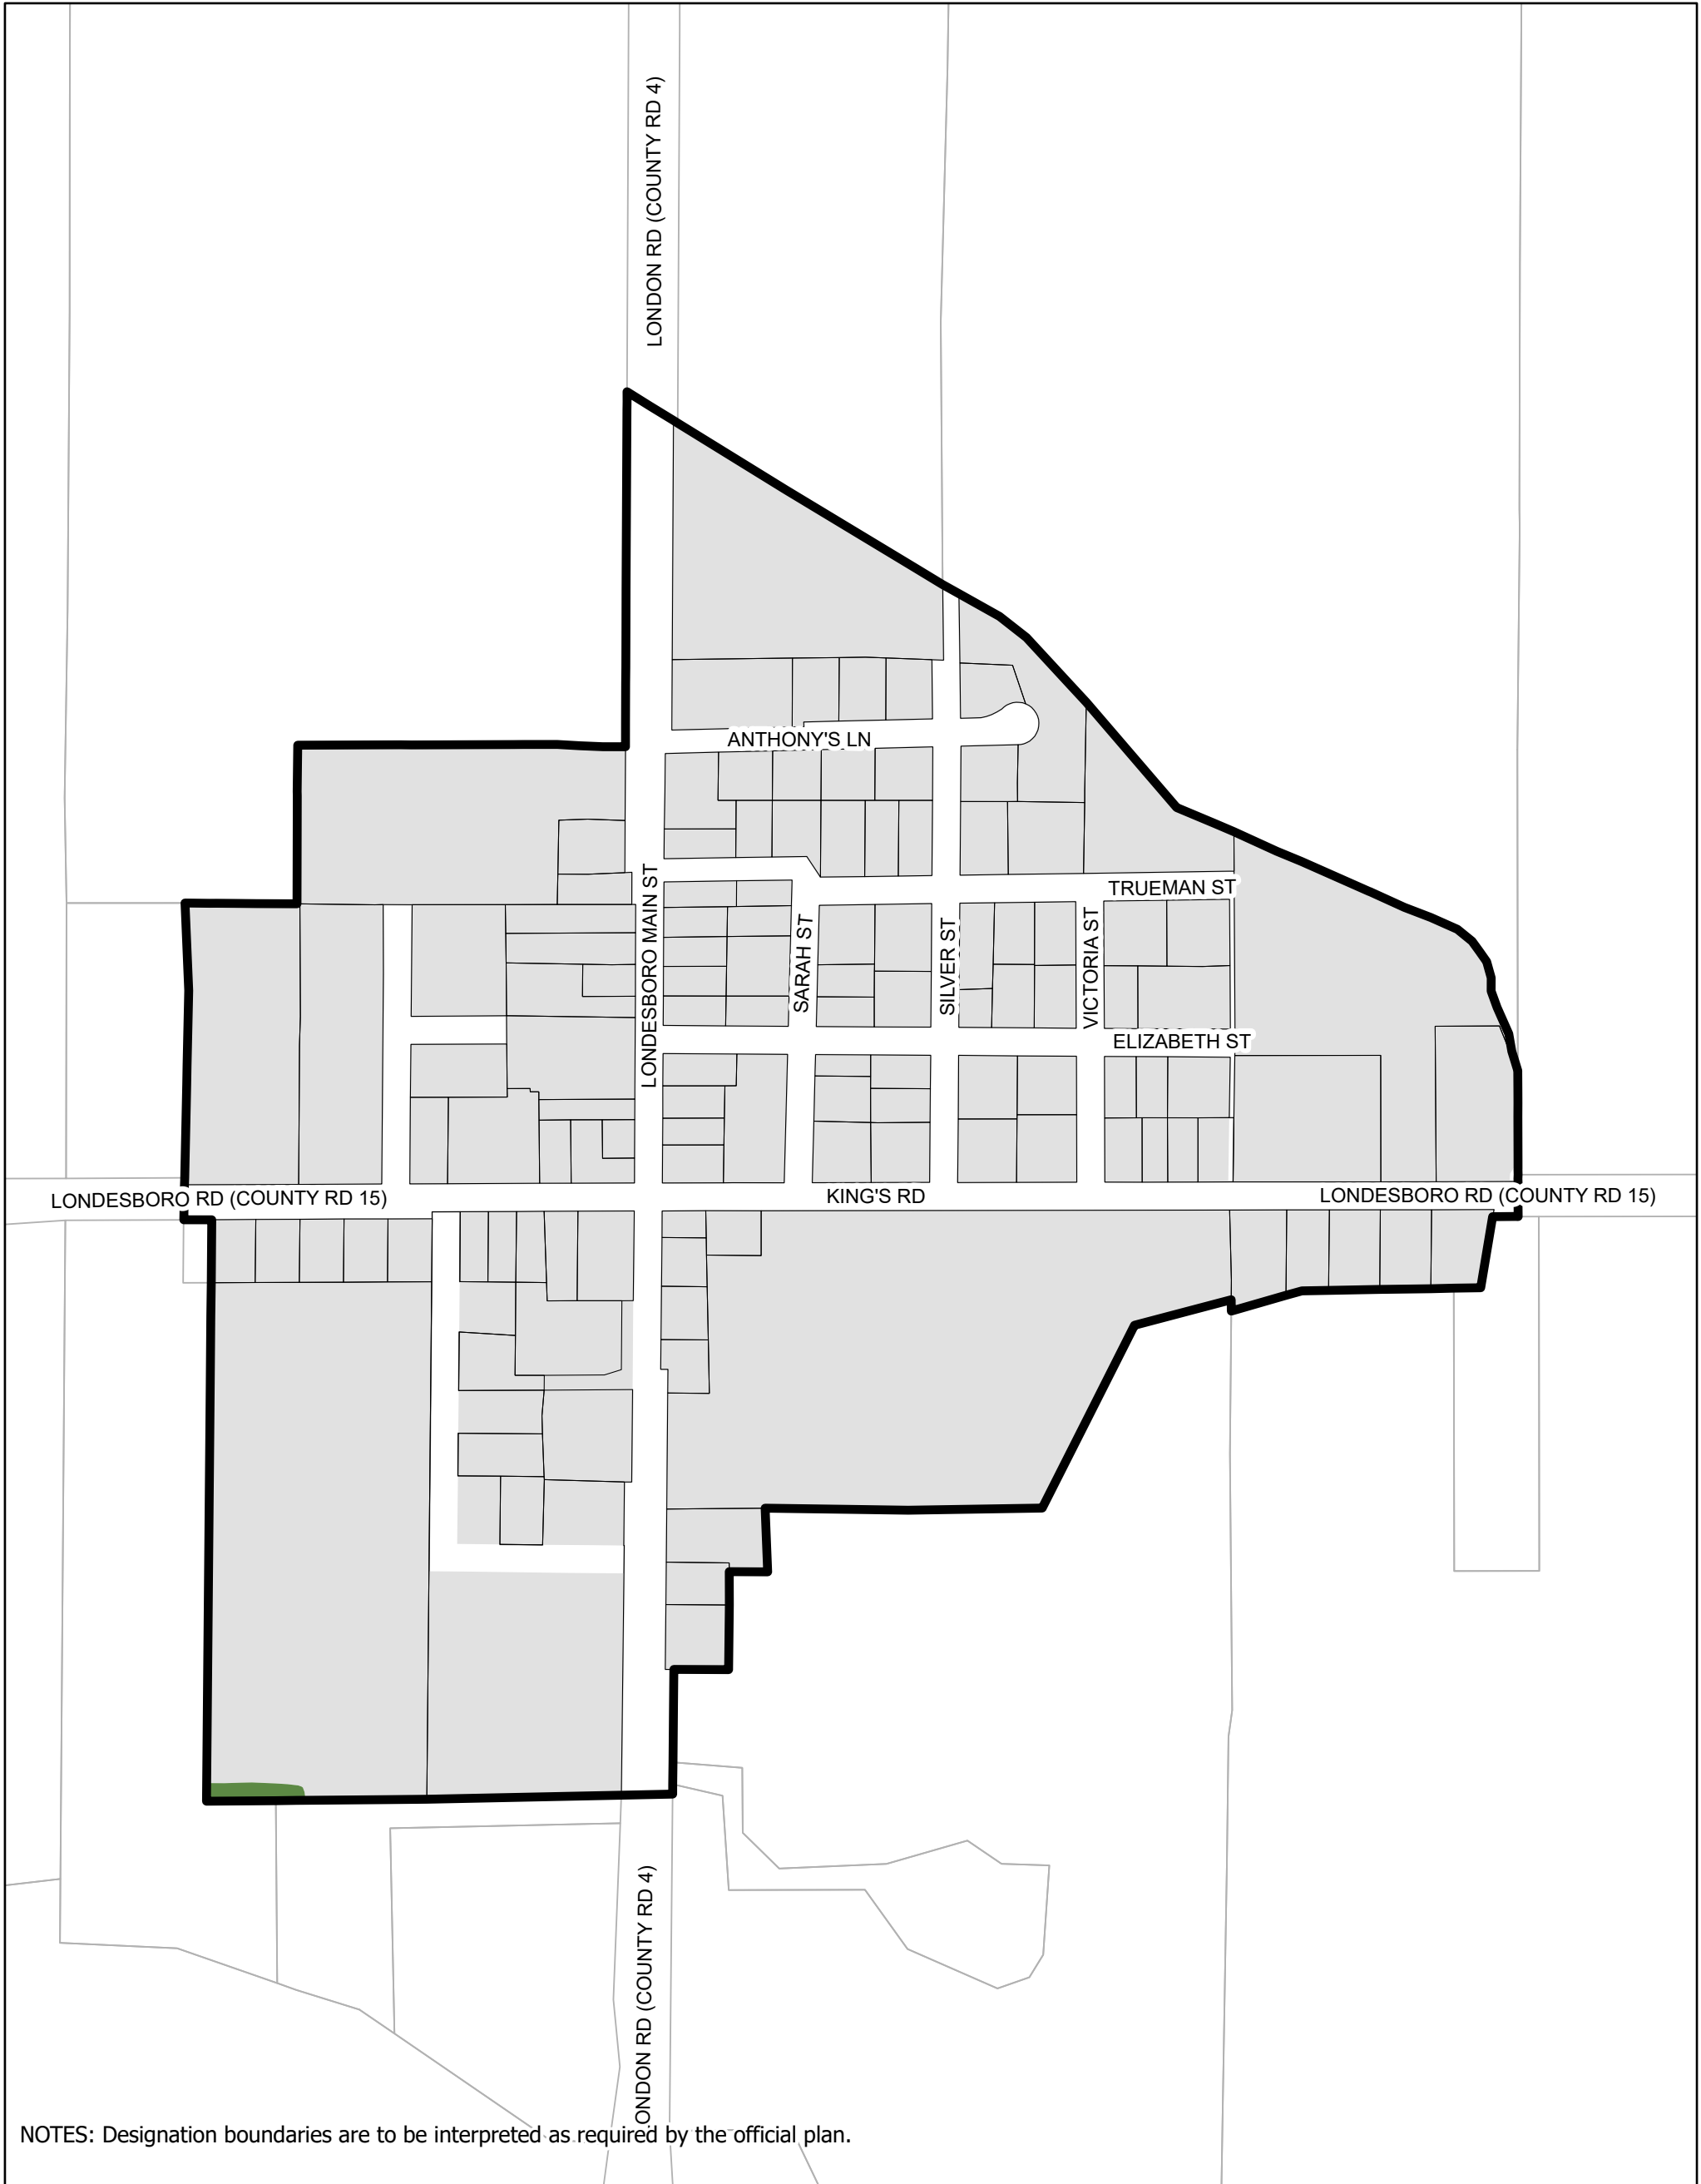 LONDON RD (COUNTY RD 4)
ANTHONY'S LN
TRUEMAN ST
LONDESBORO MAIN ST
SARAH ST
SILVER ST
VICTORIA ST
ELIZABETH ST
LONDESBORO RD (COUNTY RD 15)
KING'S RD
LONDESBORO RD (COUNTY RD 15)
LONDON RD (COUNTY RD 4)
NOTES: Designation boundaries are to be interpreted as required by the official plan.